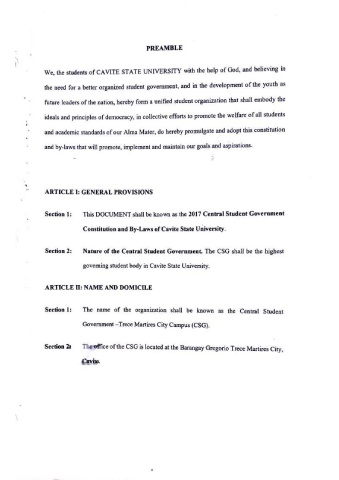 PREAMBLE
We, the students of CAVITE STATE UNIVERSITY with the help of God, and believing in
the need for a better organized student government, and in the development of the youth as
future leaders of the nation, hereby form a unified student organization that shall embody the
ideals and principles of democracy, in collective efforts to promote the welfare of all students
and academic standards of our Alma Mater, do hereby promulgate and adopt this constitution
and by-laws that will promote, implement and maintain our goals and aspirations.
ARTICLE I: GENERAL PROVISIONS
Section 1: This DOCUMENT shall be known as the 2017 Central Student Government
Constitution and By-Laws of Cavite State University.
Section 2: Nature of the Central Student Government. The CSG shall be the highest
governing student body in Cavite State University.
ARTICLE II: NAME AND DOMICILE
Section 1: The name of the organization shall be known as the Central Student
Government –Trece Martires City Campus (CSG).
Section 2: The office of the CSG is located at the Barangay Gregorio Trece Martires City,
Cavite.